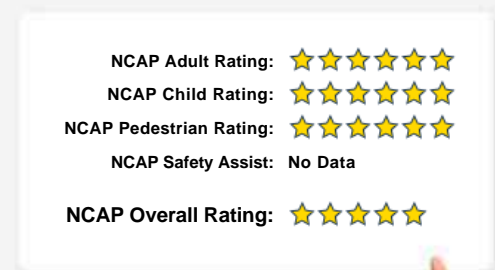 NCAP Adult Rating:
NCAP Child Rating:
NCAP Pedestrian Rating:
NCAP Safety Assist: No Data
NCAP Overall Rating: